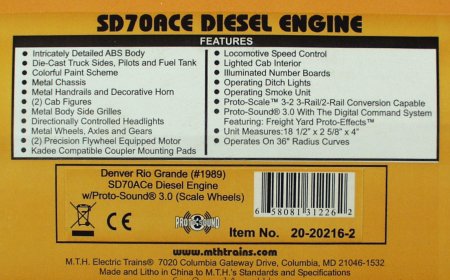 SD70ACE DIESEL ENGINE
FEATURES
• Intricately Detailed ABS Body
• Die-Cast Truck Sides, Pilots and Fuel Tank
• Colorful Paint Scheme
• Metal Chassis
• Metal Handrails and Decorative Horn
• (2) Cab Figures
• Metal Body Side Grilles
• Directionally Controlled Headlights
• Metal Wheels, Axles and Gears
• (2) Precision Flywheel Equipped Motor
• Kadee Compatible Coupler Mounting Pads
• Locomotive Speed Control
• Lighted Cab Interior
• Illuminated Number Boards
• Operating Ditch Lights
• Operating Smoke Unit
• Proto-Scale™ 3-2 3-Rail/2-Rail Conversion Capable
• Proto-Sound® 3.0 With The Digital Command System
Featuring: Freight Yard Proto-Effects™
• Unit Measures:18 1/2" x 2 5/8" x 4"
• Operates On 36" Radius Curves
Denver Rio Grande (#1989)
SD70ACe Diesel Engine
w/Proto-Sound® 3.0 (Scale Wheels)
CE
PROTO 3 SOUND
6 58081 31226 2
Item No. 20-20216-2
www.mthtrains.com
M.T.H. Electric Trains® 7020 Columbia Gateway Drive, Columbia, MD 21046-1532
Made and Litho in China to M.T.H.'s Standards and Specifications